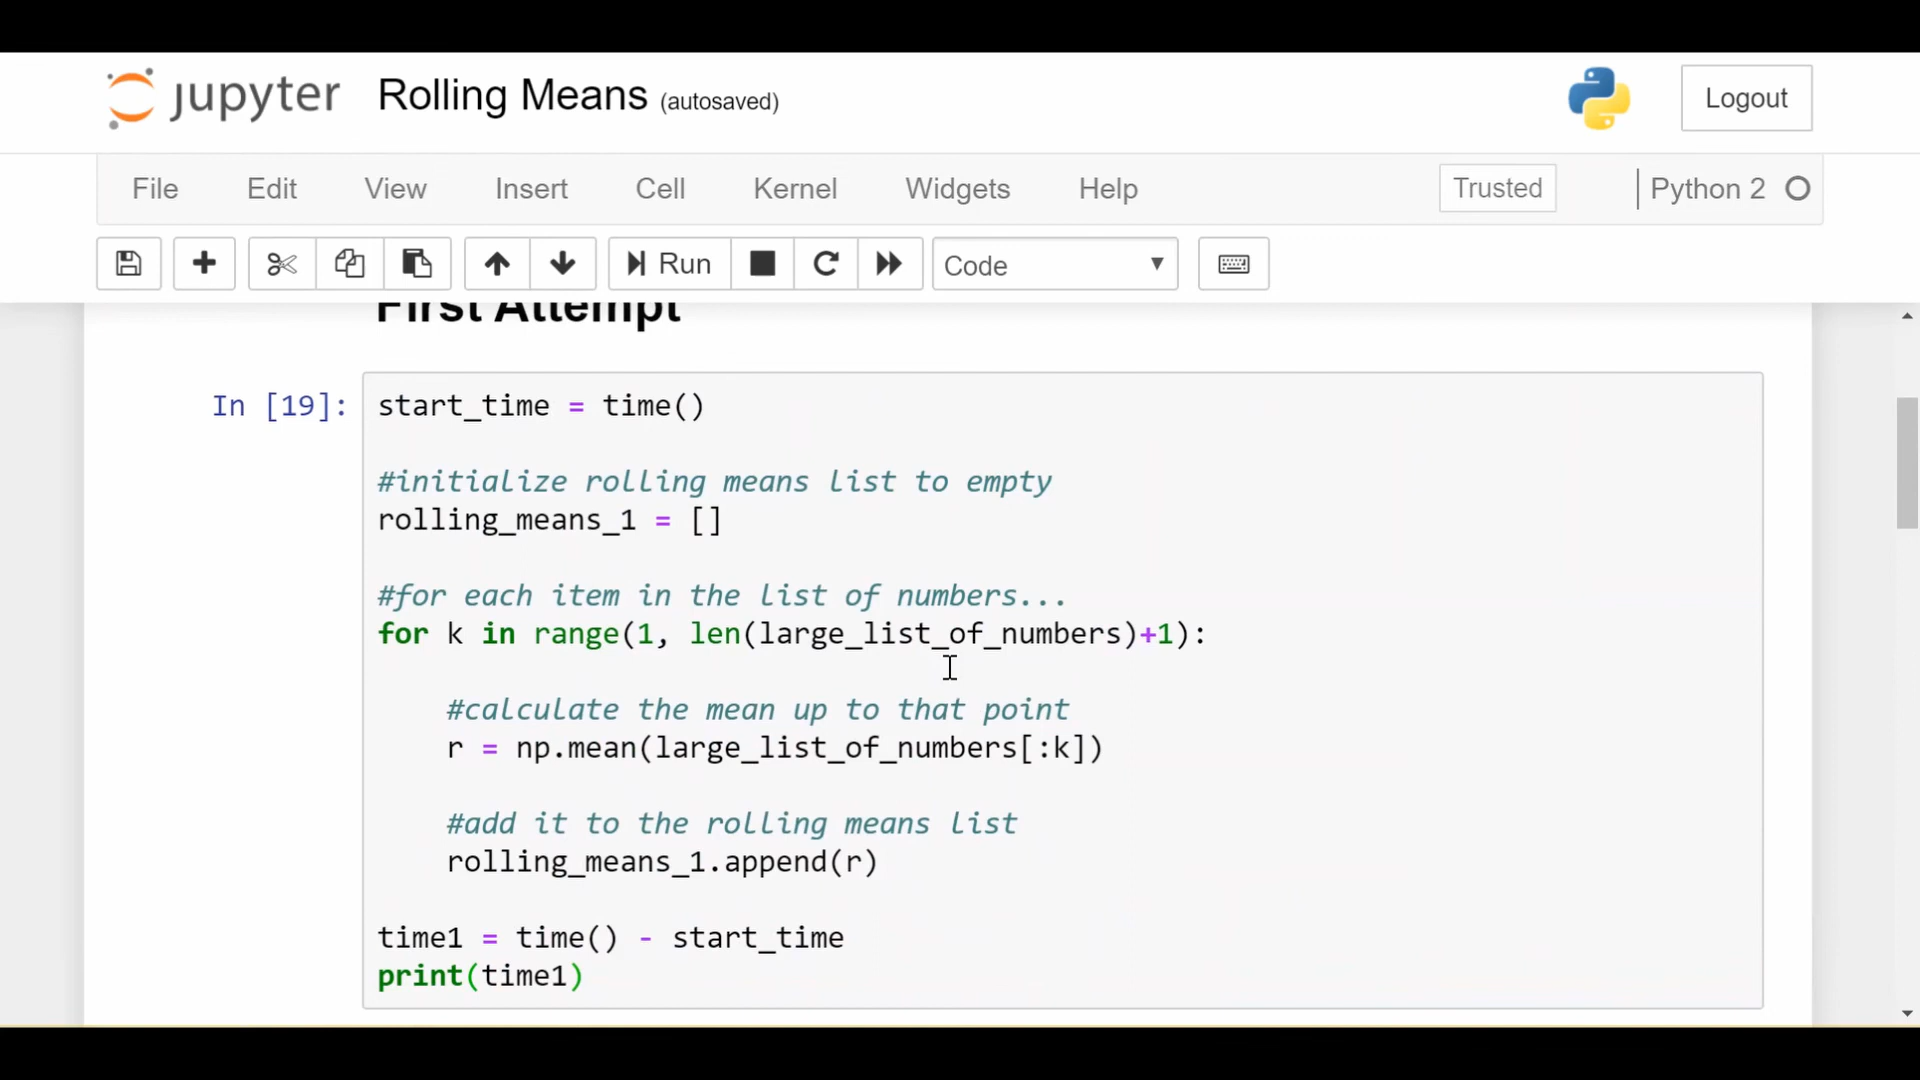 jupyter Rolling Means (autosaved) Logout
File Edit View Insert Cell Kernel Widgets Help Trusted Python 2
Run Code
First Attempt
In [19]: start_time = time()
#initialize rolling means list to empty
rolling_means_1 = []
#for each item in the list of numbers...
for k in range(1, len(large_list_of_numbers)+1):
#calculate the mean up to that point
r = np.mean(large_list_of_numbers[:k])
#add it to the rolling means list
rolling_means_1.append(r)
time1 = time() - start_time
print(time1)